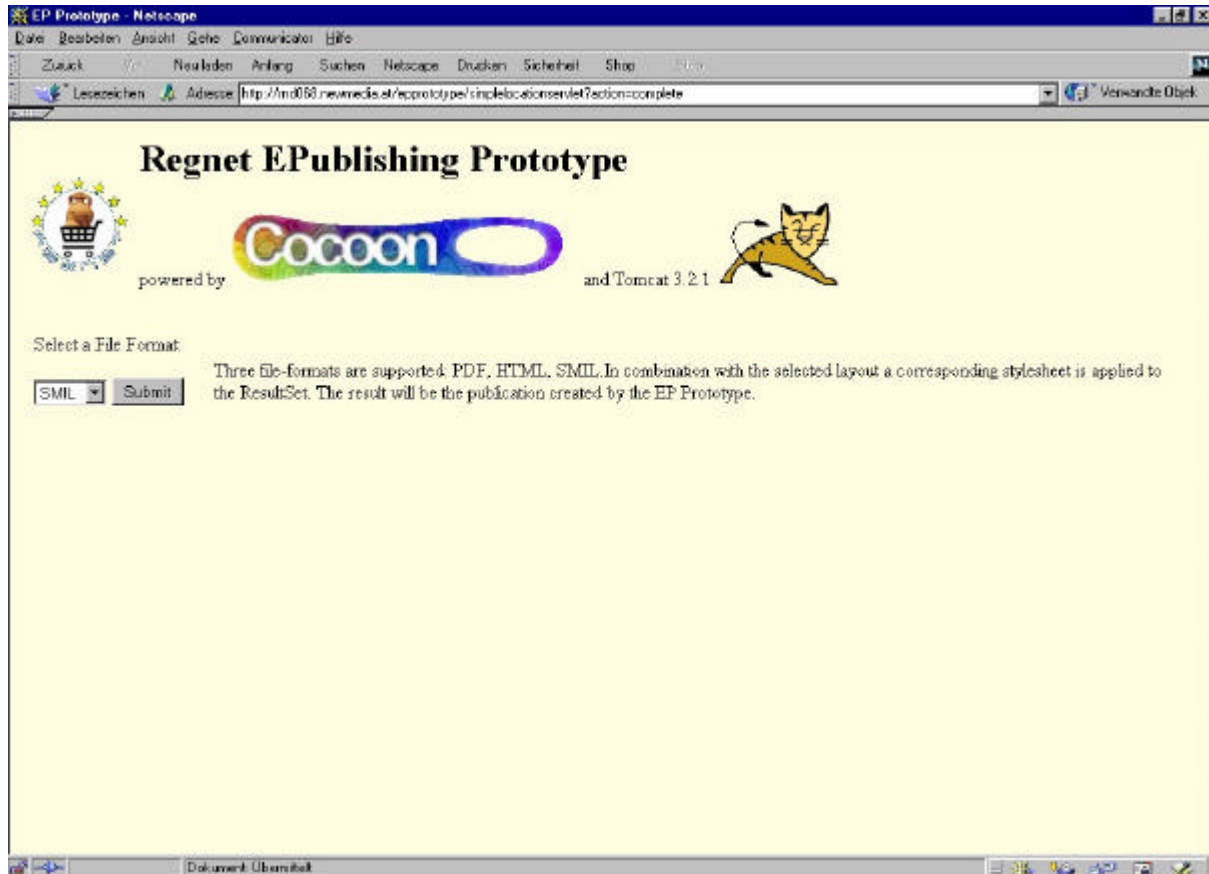 EP Prototype - Netscape
Datei Bearbeiten Ansicht Gehe Communicator Hilfe
Zurück Neu laden Anfang Suchen Netscape Drucken Sicherheit Shop
Lesezeichen Adresse http://md068.newmedia.at/epprototype/simplelocationservlet?action=complete Verwandte Objek
Regnet EPublishing Prototype
powered by Cocoon and Tomcat 3.2.1
Select a File Format
SMIL Submit
Three file-formats are supported: PDF, HTML, SMIL.In combination with the selected layout a corresponding stylesheet is applied to
the ResultSet. The result will be the publication created by the EP Prototype.
Dokument: Übermittelt